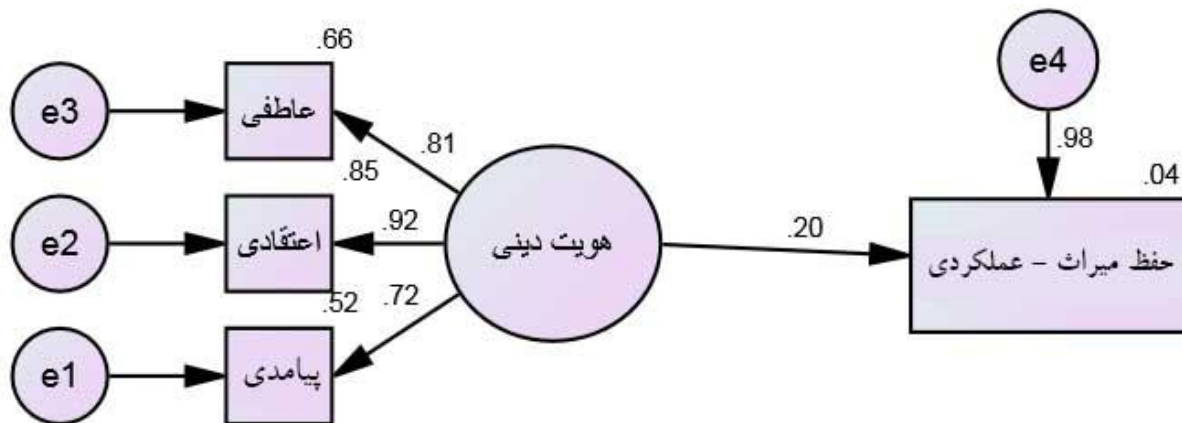 .66
e4
e3
عاطفی
.81
.98
.85
.04
e2
اعتقادی
.92
هویت دینی
.20
حفظ میراث - عملکردی
.52
.72
e1
پیامدی